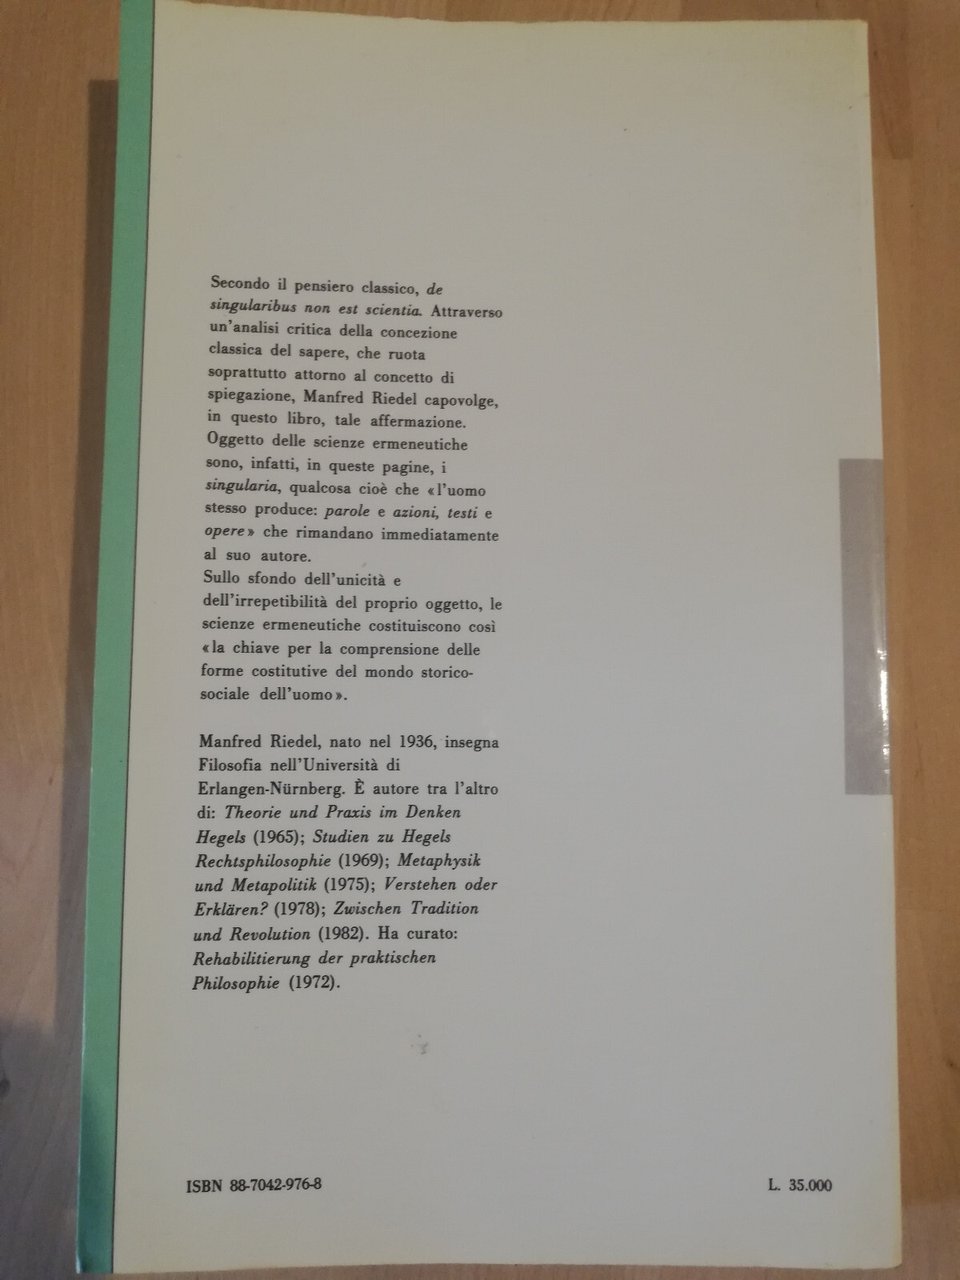 Secondo il pensiero classico, de
singularibus non est scientia. Attraverso
un'analisi critica della concezione
classica del sapere, che ruota
soprattutto attorno al concetto di
spiegazione, Manfred Riedel capovolge,
in questo libro, tale affermazione.
Oggetto delle scienze ermeneutiche
sono, infatti, in queste pagine, i
singularia, qualcosa cioè che «l'uomo
stesso produce: parole e azioni, testi e
opere» che rimandano immediatamente
al suo autore.
Sullo sfondo dell'unicità e
dell'irrepetibilità del proprio oggetto, le
scienze ermeneutiche costituiscono così
«la chiave per la comprensione delle
forme costitutive del mondo storico-
sociale dell'uomo».
Manfred Riedel, nato nel 1936, insegna
Filosofia nell'Università di
Erlangen-Nürnberg. È autore tra l'altro
di: Theorie und Praxis im Denken
Hegels (1965); Studien zu Hegels
Rechtsphilosophie (1969); Metaphysik
und Metapolitik (1975); Verstehen oder
Erklären? (1978); Zwischen Tradition
und Revolution (1982). Ha curato:
Rehabilitierung der praktischen
Philosophie (1972).
ISBN 88-7042-976-8
L. 35.000